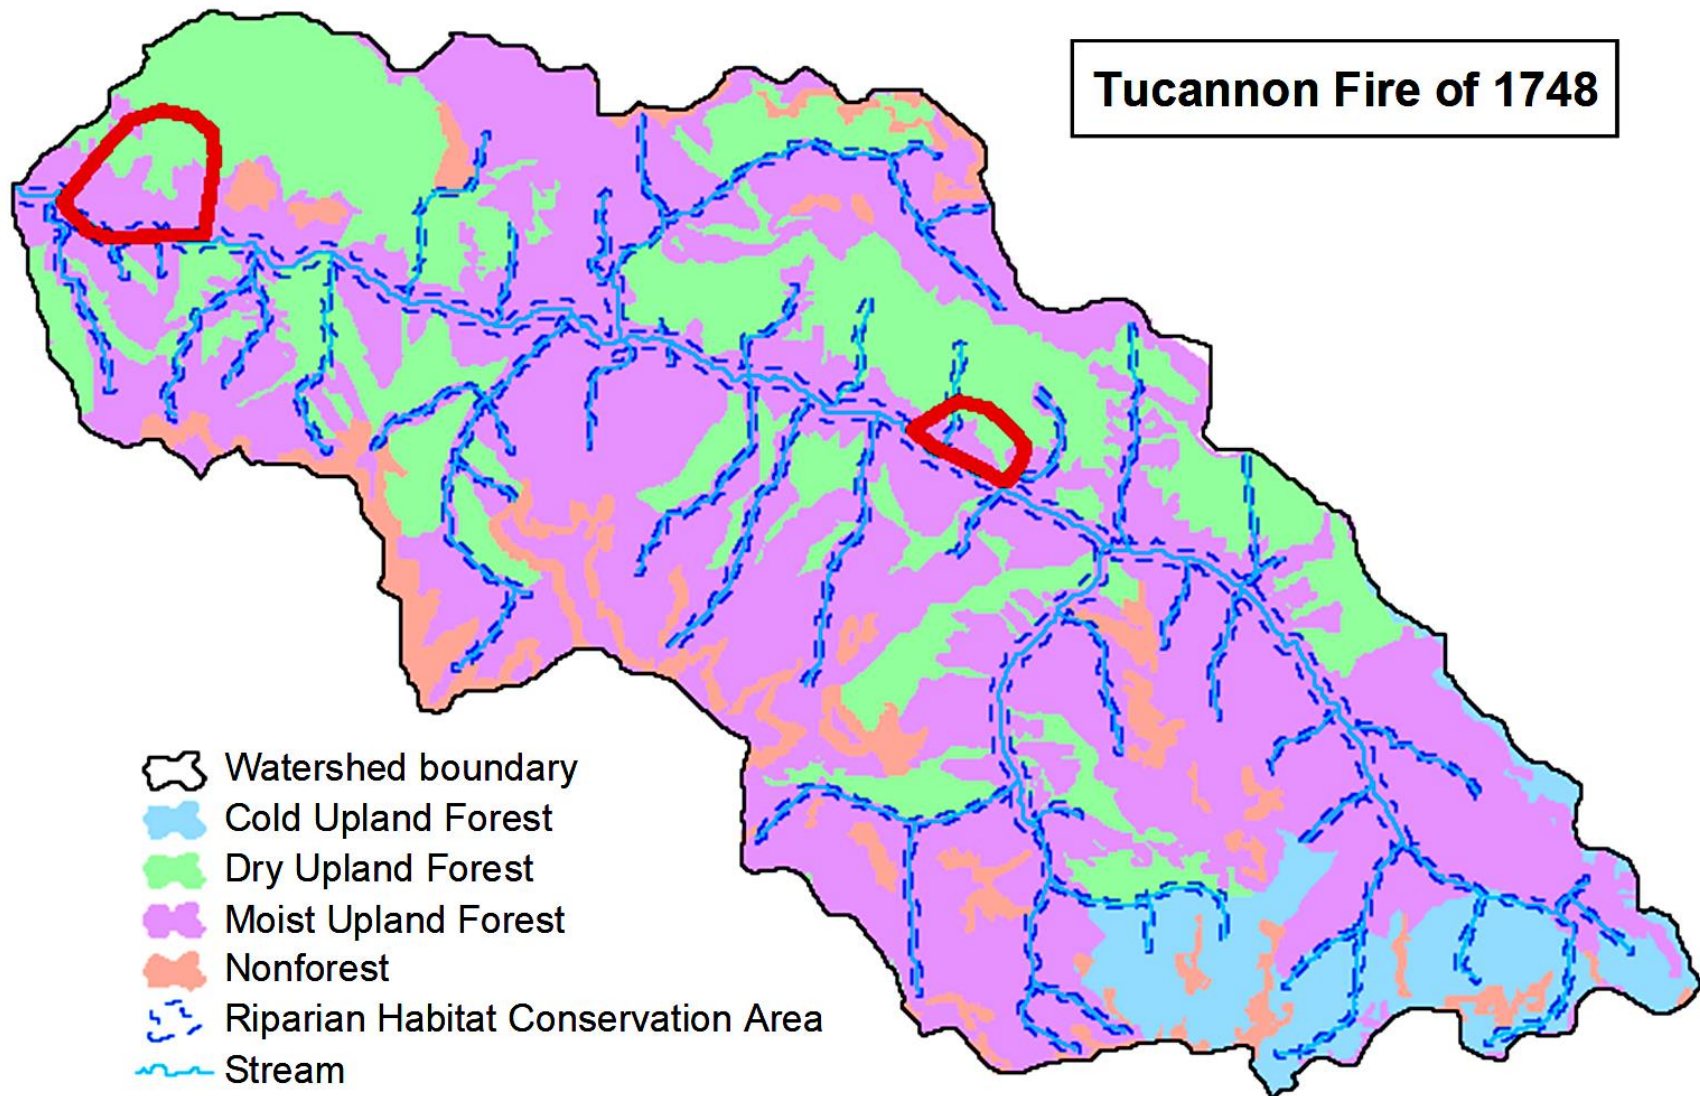 Tucannon Fire of 1748
Watershed boundary
Cold Upland Forest
Dry Upland Forest
Moist Upland Forest
Nonforest
Riparian Habitat Conservation Area
Stream